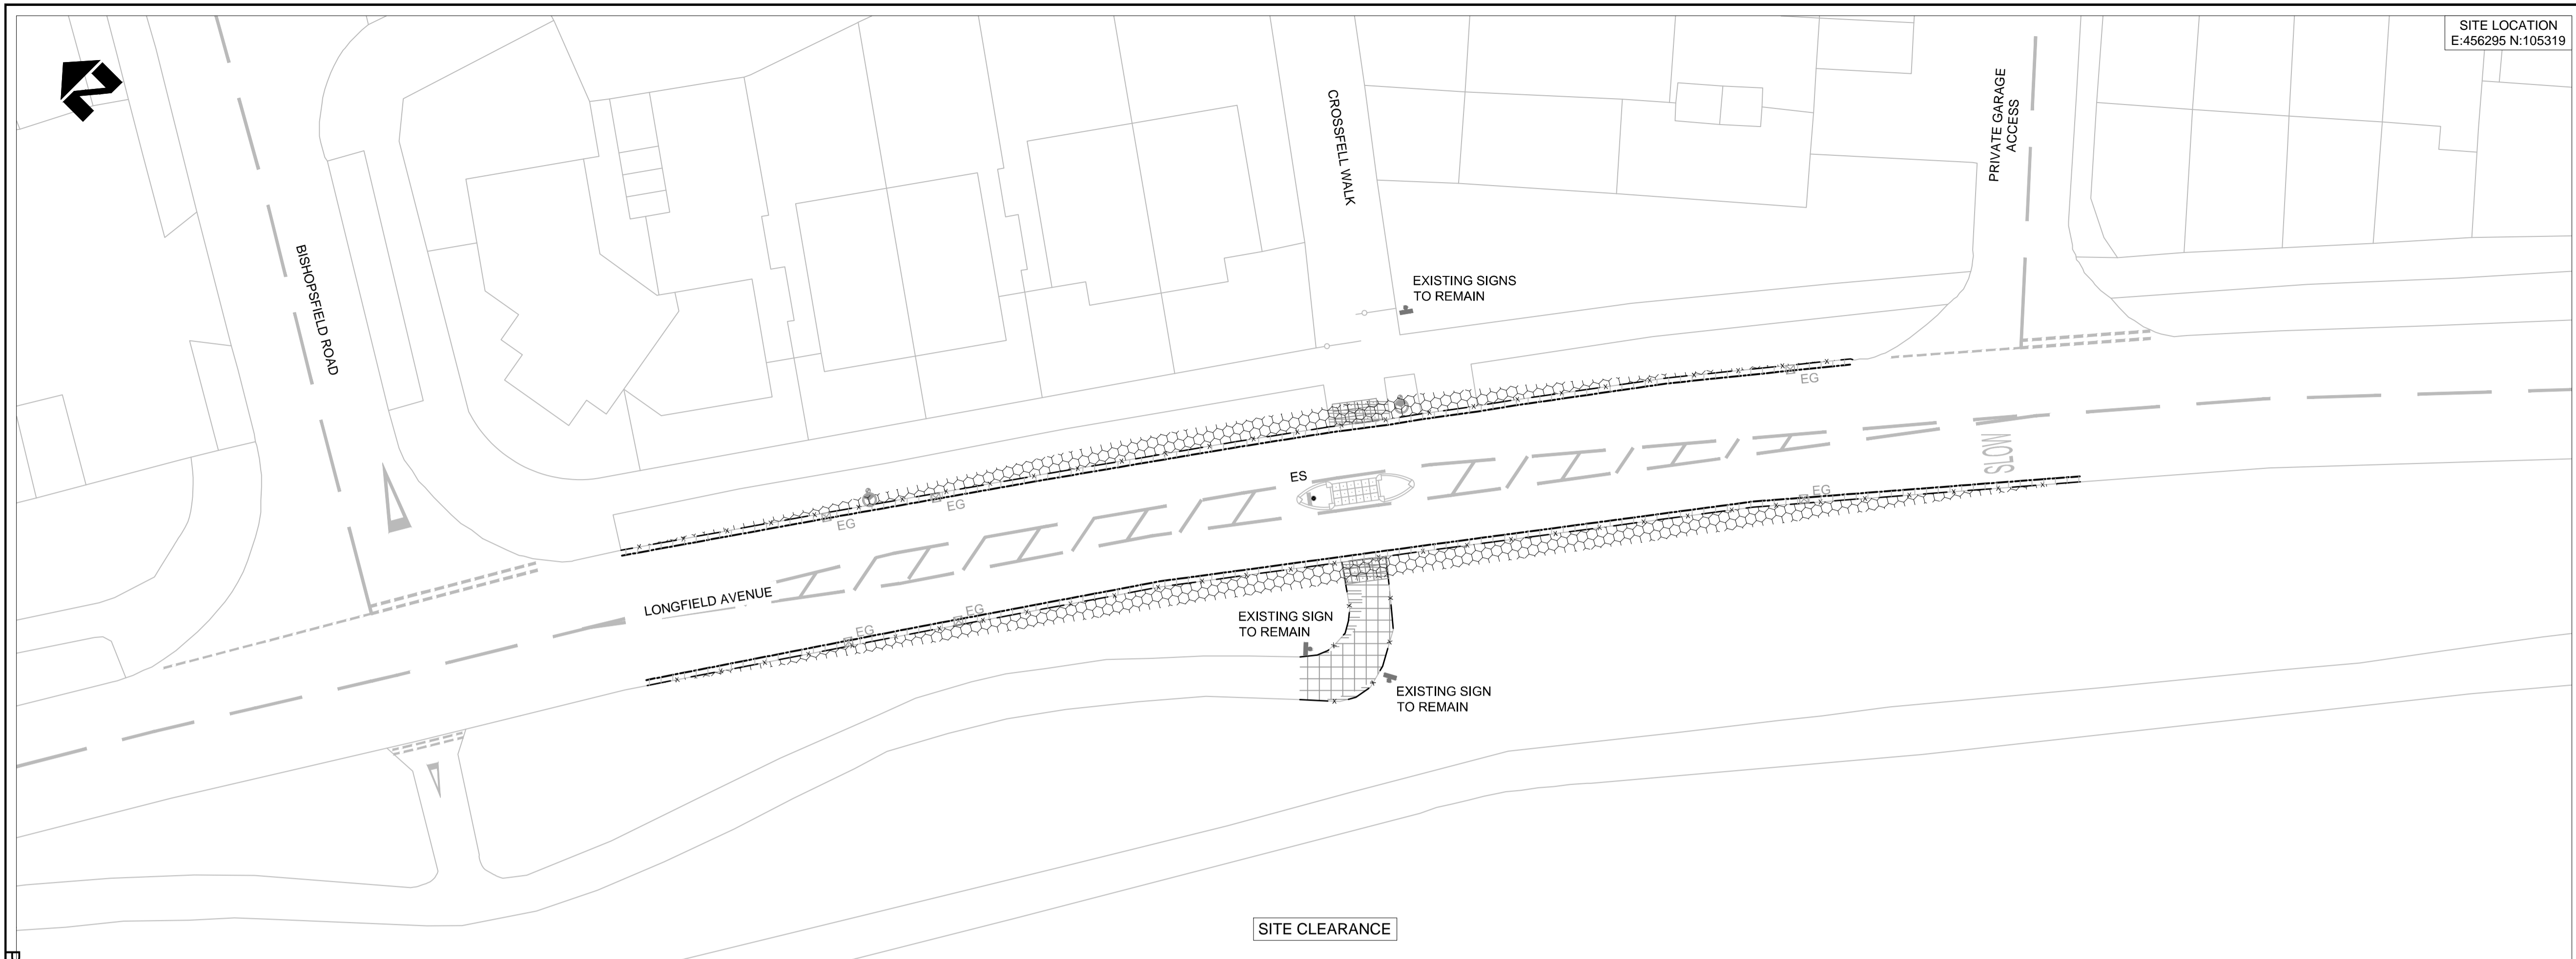 SITE LOCATION
E:456295 N:105319
N
BISHOPSFIELD ROAD
CROSSFELL WALK
PRIVATE GARAGE
ACCESS
EXISTING SIGNS
TO REMAIN
EG
SLOW
ES
EG
EG
EG
LONGFIELD AVENUE
EG
EG
EXISTING SIGN
TO REMAIN
EXISTING SIGN
TO REMAIN
SITE CLEARANCE